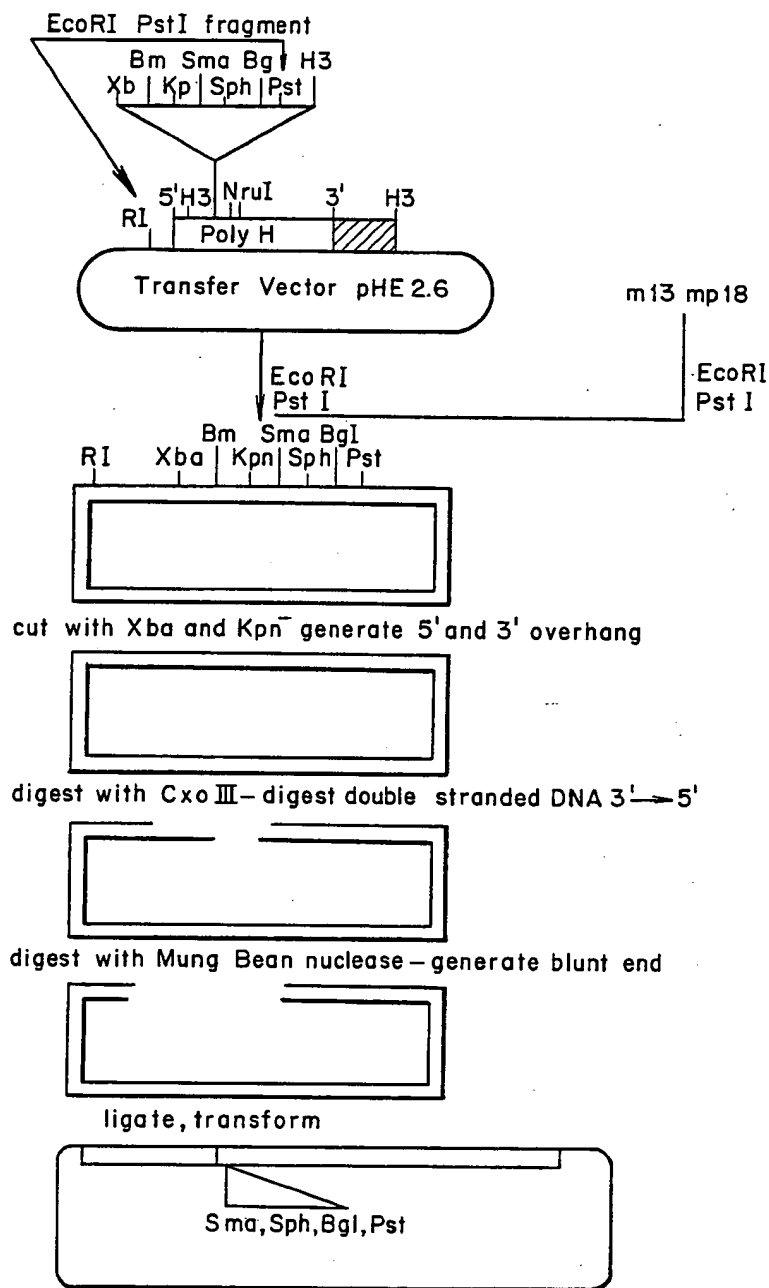 EcoRI PstI fragment
Bm Sma Bg H3
Xb Kp Sph Pst
5' H3 NruI 3' H3
RI
Poly H
Transfer Vector pHE 2.6
m13 mp18
EcoRI
Pst I
EcoRI
Pst I
Bm Sma BgI
RI Xba Kpn Sph Pst
cut with Xba and Kpn – generate 5' and 3' overhang
digest with Cxo III – digest double stranded DNA 3' → 5'
digest with Mung Bean nuclease – generate blunt end
ligate, transform
Sma, Sph, Bgl, Pst